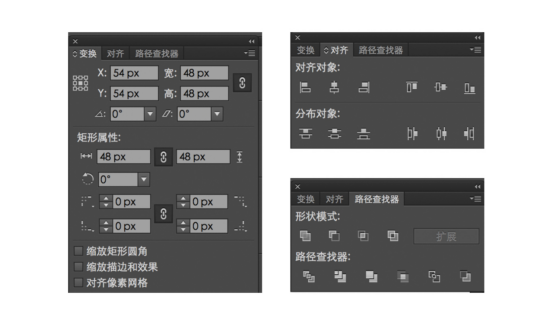 变换 对齐 路径查找器
X: 54 px 宽: 48 px
Y: 54 px 高: 48 px
0° 0°
矩形属性:
48 px 48 px
0°
0 px 0 px
0 px 0 px
缩放矩形圆角
缩放描边和效果
对齐像素网格
变换 对齐 路径查找器
对齐对象:
分布对象:
变换 对齐 路径查找器
形状模式:
扩展
路径查找器: